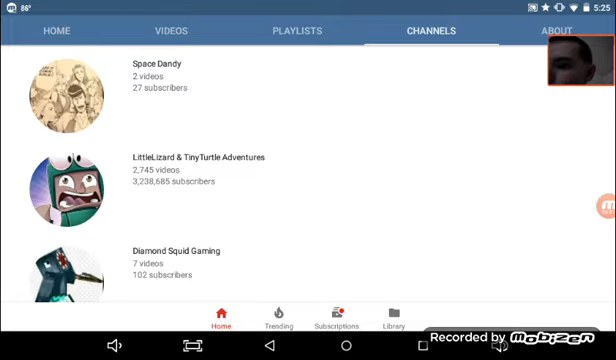 86°
5:25
HOME
VIDEOS
PLAYLISTS
CHANNELS
ABOUT
Space Dandy
2 videos
27 subscribers
LittleLizard & TinyTurtle Adventures
2,745 videos
3,238,685 subscribers
Diamond Squid Gaming
7 videos
102 subscribers
Home
Trending
Subscriptions
Library
Recorded by MOBIZEN